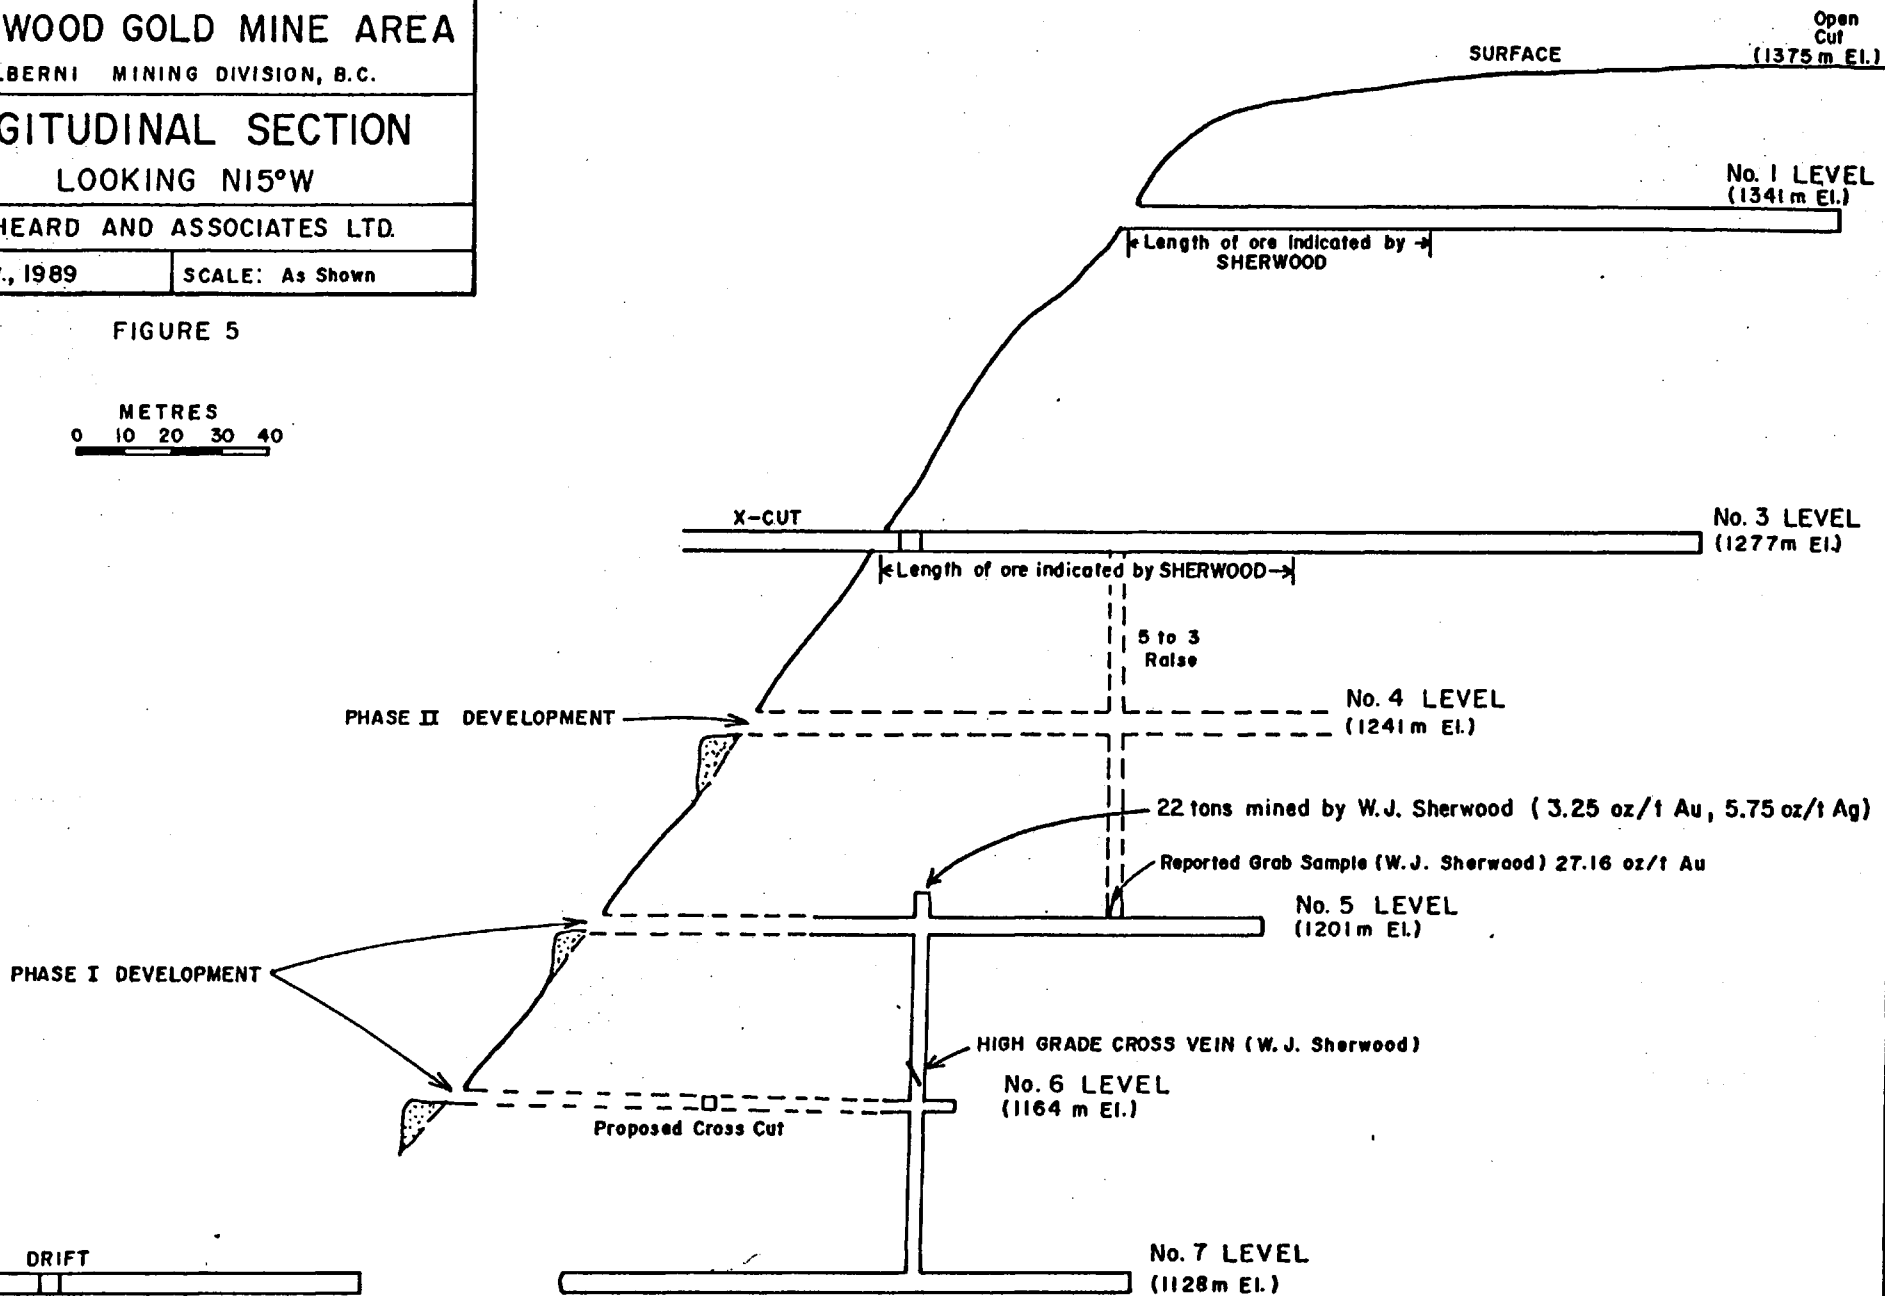 WOOD GOLD MINE AREA
LBERNI MINING DIVISION, B.C.
GITUDINAL SECTION
LOOKING N15°W
HEARD AND ASSOCIATES LTD.
., 1989
SCALE: As Shown
FIGURE 5
METRES
0 10 20 30 40
Open
Cut
(1375 m El.)
SURFACE
No. 1 LEVEL
(1341 m El.)
Length of ore indicated by
SHERWOOD
X-CUT
No. 3 LEVEL
(1277m El.)
Length of ore indicated by SHERWOOD
5 to 3
Raise
No. 4 LEVEL
(1241 m El.)
PHASE II DEVELOPMENT
22 tons mined by W.J. Sherwood ( 3.25 oz/t Au, 5.75 oz/t Ag)
Reported Grab Sample (W.J. Sherwood) 27.16 oz/t Au
No. 5 LEVEL
(1201 m El.)
PHASE I DEVELOPMENT
HIGH GRADE CROSS VEIN (W.J. Sherwood)
No. 6 LEVEL
(1164 m El.)
Proposed Cross Cut
DRIFT
No. 7 LEVEL
(1128m El.)